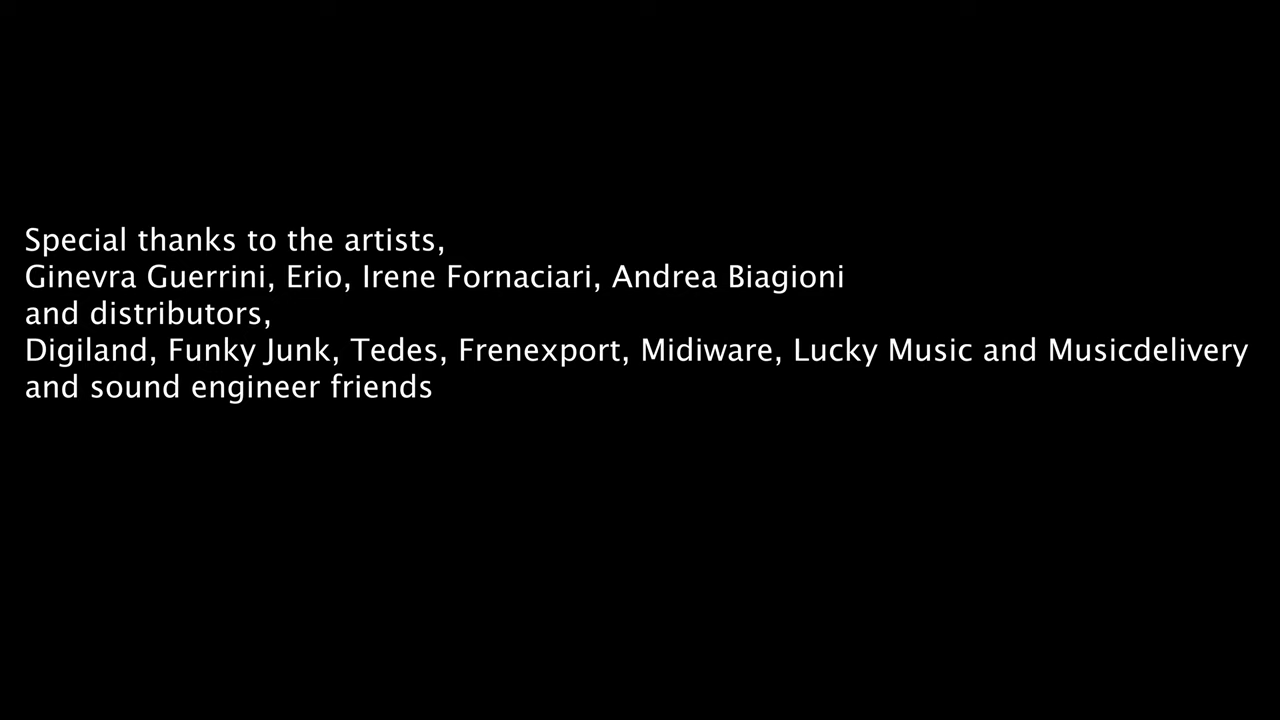 Special thanks to the artists,
Ginevra Guerrini, Erio, Irene Fornaciari, Andrea Biagioni
and distributors,
Digiland, Funky Junk, Tedes, Frenexport, Midiware, Lucky Music and Musicdelivery
and sound engineer friends